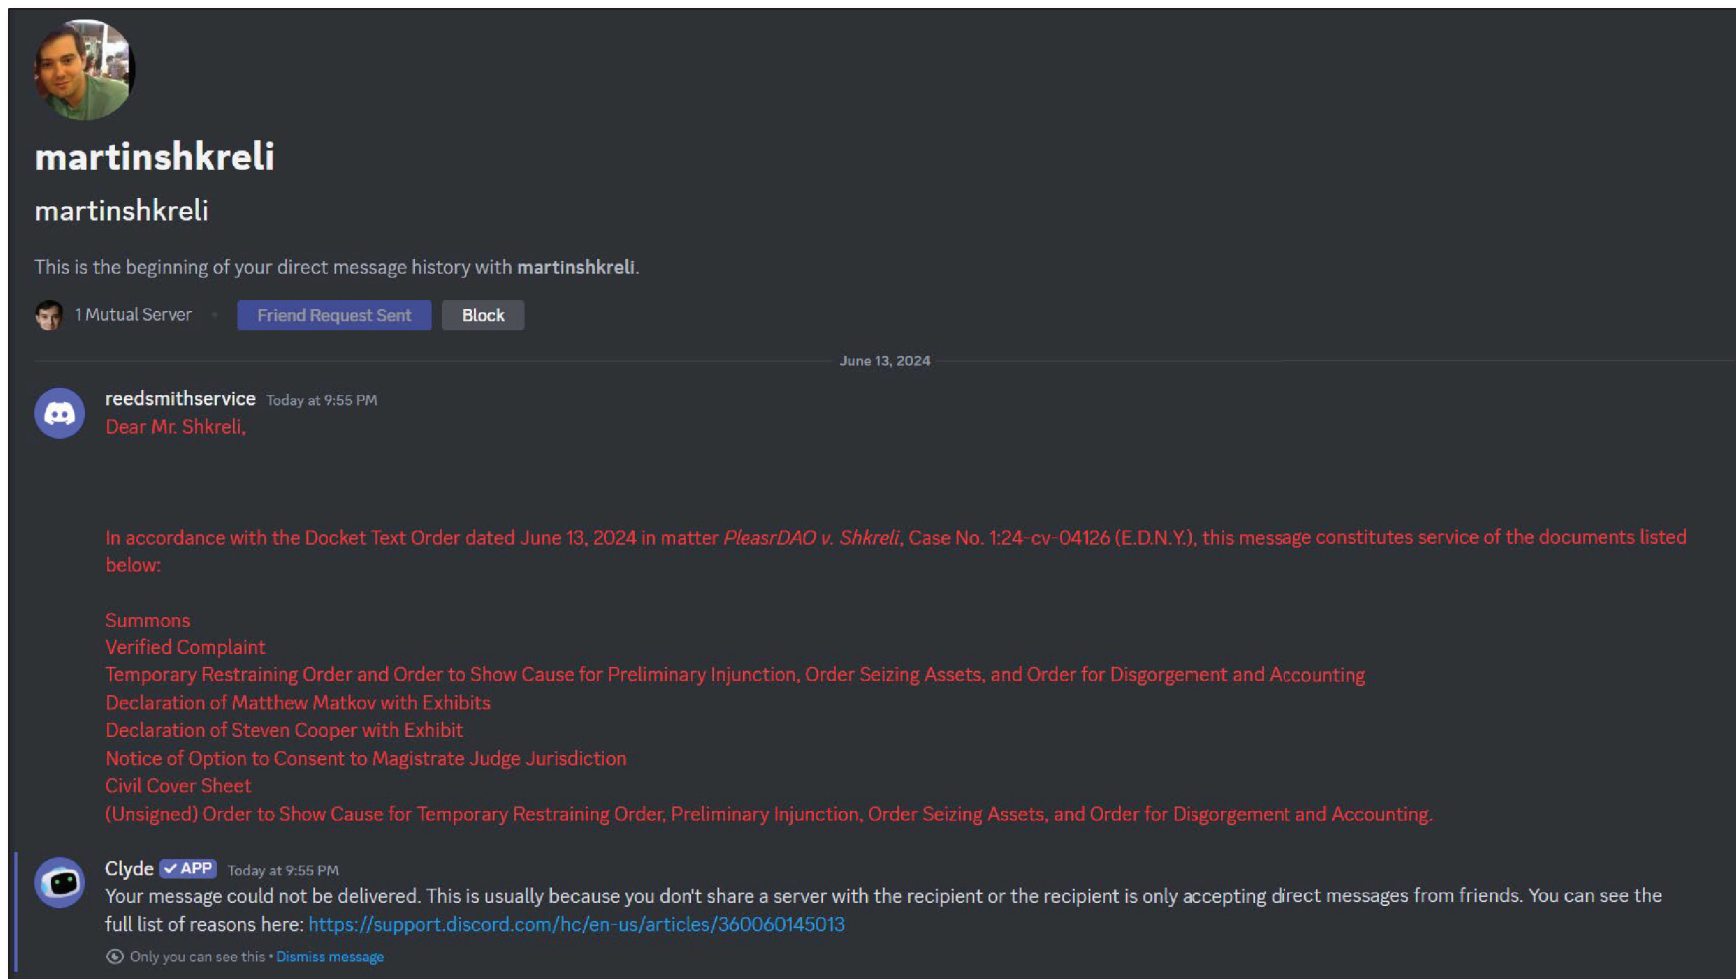 martinshkreli
martinshkreli
This is the beginning of your direct message history with martinshkreli.
1 Mutual Server • Friend Request Sent Block
June 13, 2024
reedsmithservice Today at 9:55 PM
Dear Mr. Shkreli,
In accordance with the Docket Text Order dated June 13, 2024 in matter PleasrDAO v. Shkreli, Case No. 1:24-cv-04126 (E.D.N.Y.), this message constitutes service of the documents listed
below:
Summons
Verified Complaint
Temporary Restraining Order and Order to Show Cause for Preliminary Injunction, Order Seizing Assets, and Order for Disgorgement and Accounting
Declaration of Matthew Matkov with Exhibits
Declaration of Steven Cooper with Exhibit
Notice of Option to Consent to Magistrate Judge Jurisdiction
Civil Cover Sheet
(Unsigned) Order to Show Cause for Temporary Restraining Order, Preliminary Injunction, Order Seizing Assets, and Order for Disgorgement and Accounting.
Clyde ✓ APP Today at 9:55 PM
Your message could not be delivered. This is usually because you don't share a server with the recipient or the recipient is only accepting direct messages from friends. You can see the
full list of reasons here: https://support.discord.com/hc/en-us/articles/360060145013
Only you can see this • Dismiss message